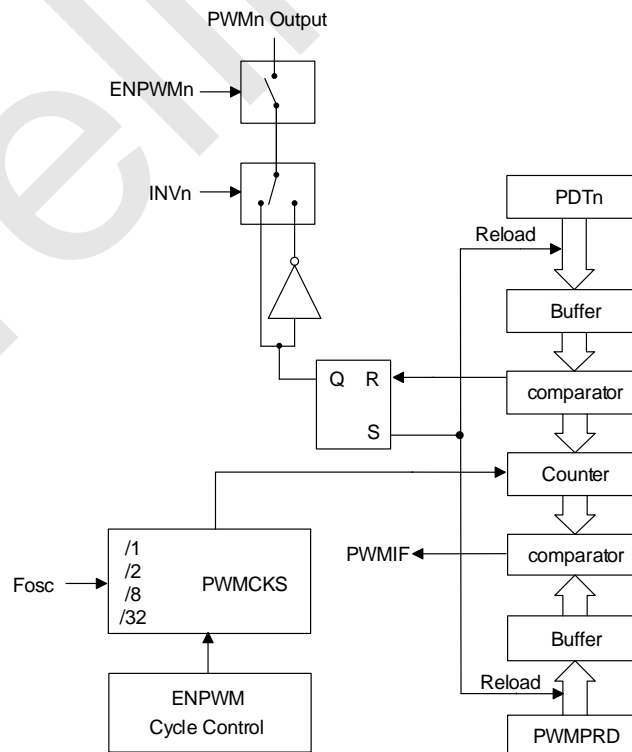 PWMn Output
ENPWMn
INVn
PDTn
Reload
Buffer
Q R
S
comparator
Counter
/1
/2
/8
/32
PWMCKS
Fosc
PWMIF
comparator
Buffer
ENPWM
Cycle Control
Reload
PWMPRD